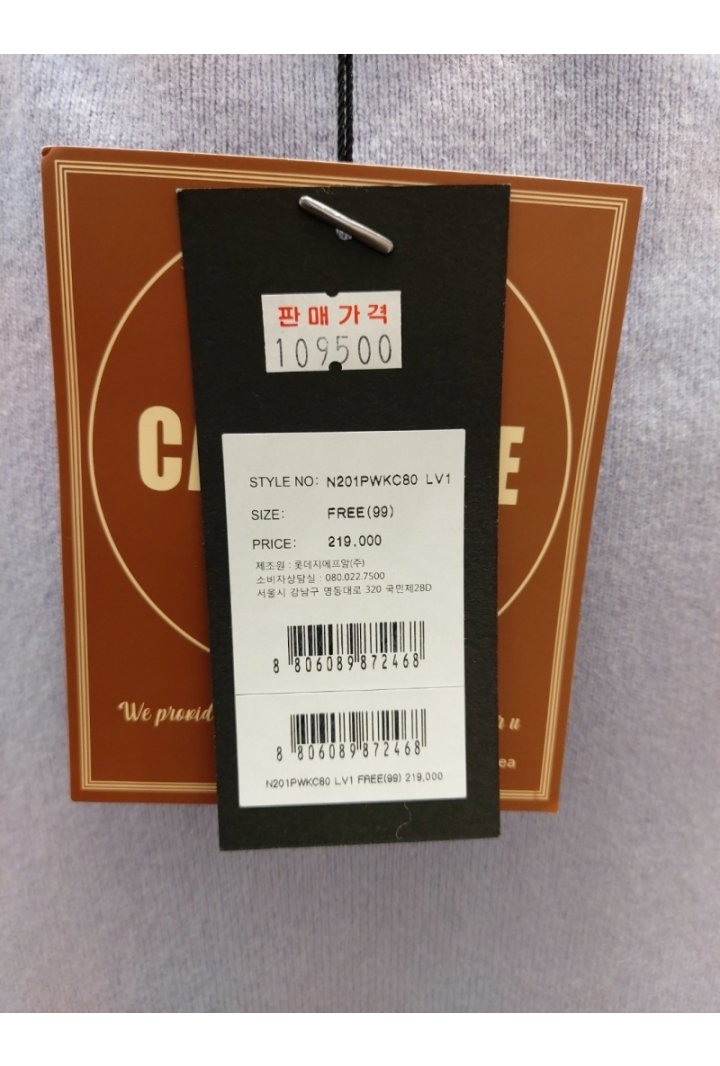 판매가격
109500
CA
E
STYLE NO: N201PWKC80 LV1
SIZE: FREE(99)
PRICE: 219,000
제조원 : 롯데지에프알(주)
소비자상담실 : 080.022.7500
서울시 강남구 영동대로 320 국민제2BD
8 806089 872468
8 806089 872468
N201PWKC80 LV1 FREE(99) 219,000
We provid
r u
ea